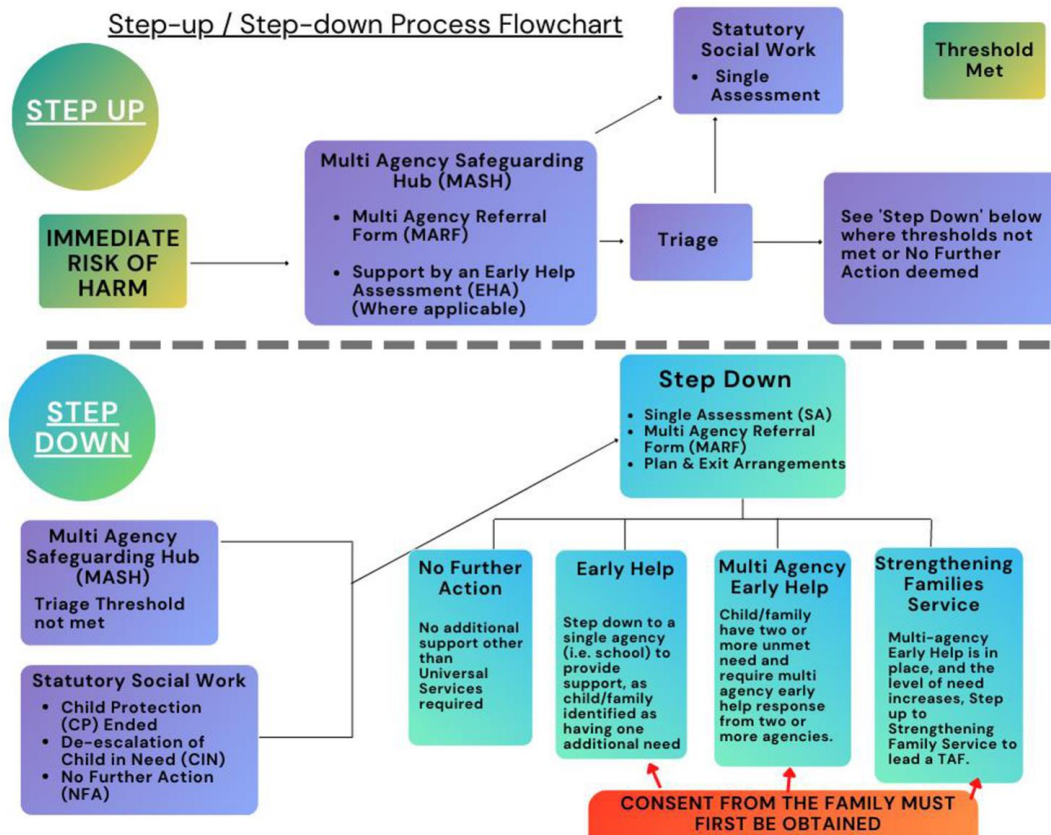 Step-up / Step-down Process Flowchart
STEP UP
Statutory
Social Work
• Single
Assessment
Threshold
Met
IMMEDIATE
RISK OF
HARM
Multi Agency Safeguarding
Hub (MASH)
• Multi Agency Referral
Form (MARF)
• Support by an Early Help
Assessment (EHA)
(Where applicable)
Triage
See 'Step Down' below
where thresholds not
met or No Further
Action deemed
STEP
DOWN
Step Down
• Single Assessment (SA)
• Multi Agency Referral
Form (MARF)
• Plan & Exit Arrangements
Multi Agency
Safeguarding Hub
(MASH)
Triage Threshold
not met
Statutory Social Work
• Child Protection
(CP) Ended
• De-escalation of
Child in Need (CIN)
• No Further Action
(NFA)
No Further
Action
No additional
support other
than
Universal
Services
required
Early Help
Step down to a
single agency
(i.e. school) to
provide
support, as
child/family
identified as
having one
additional need
Multi Agency
Early Help
Child/family
have two or
more unmet
need and
require multi
agency early
help response
from two or
more agencies.
Strengthening
Families
Service
Multi-agency
Early Help is in
place, and the
level of need
increases, Step
up to
Strengthening
Family Service to
lead a TAF.
CONSENT FROM THE FAMILY MUST
FIRST BE OBTAINED